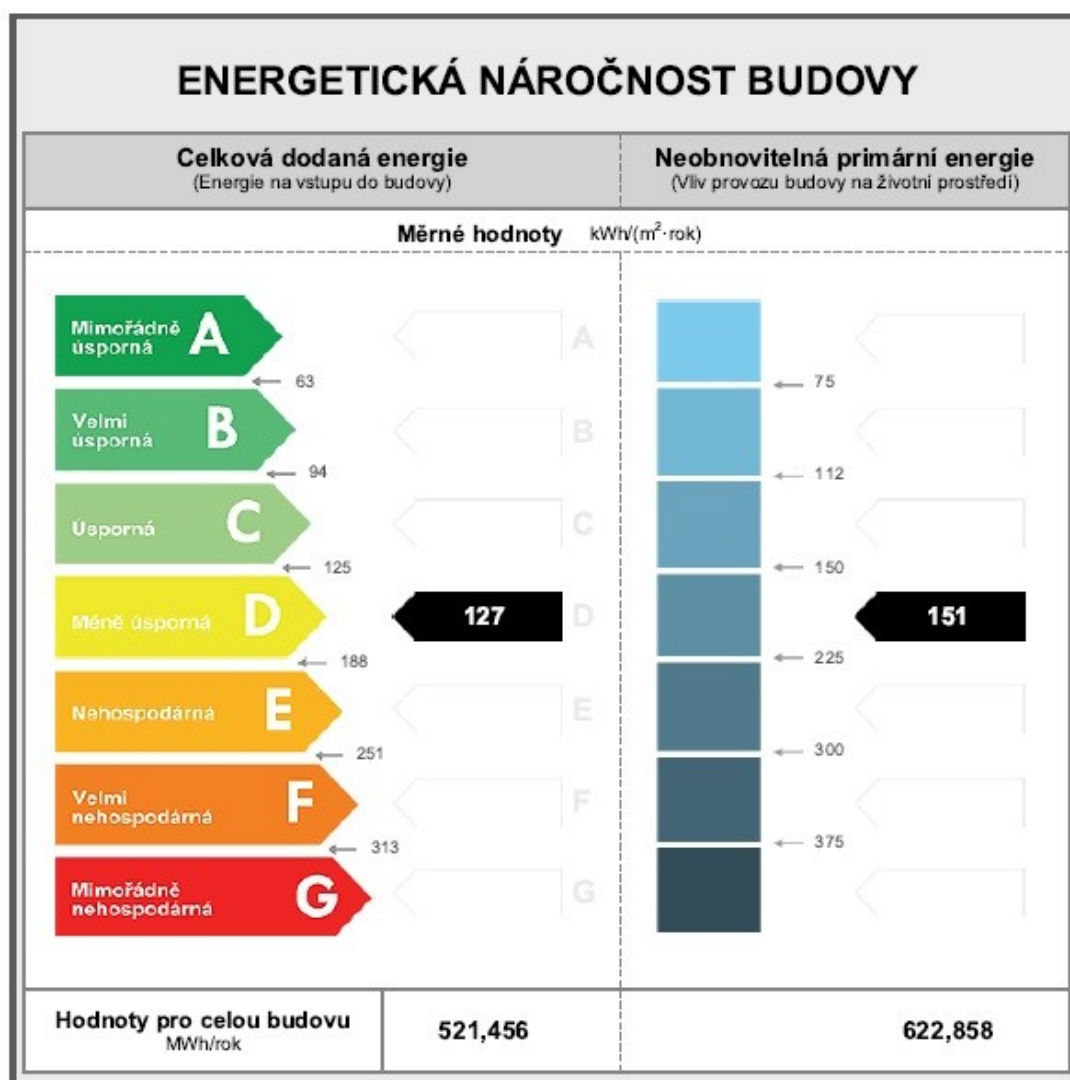 ENERGETICKÁ NÁROČNOST BUDOVY
Celková dodaná energie
(Energie na vstupu do budovy)
Neobnovitelná primární energie
(Vliv provozu budovy na životní prostředí)
Měrné hodnoty kWh/(m²·rok)
Mimořádně
úsporná
A
A
63
75
Velmi
úsporná
B
B
94
112
Úsporná
C
C
125
150
Méně úsporná
D
127
D
151
188
225
Nehospodárná
E
E
251
300
Velmi
nehospodárná
F
F
313
375
Mimořádně
nehospodárná
G
G
Hodnoty pro celou budovu
MWh/rok
521,456
622,858